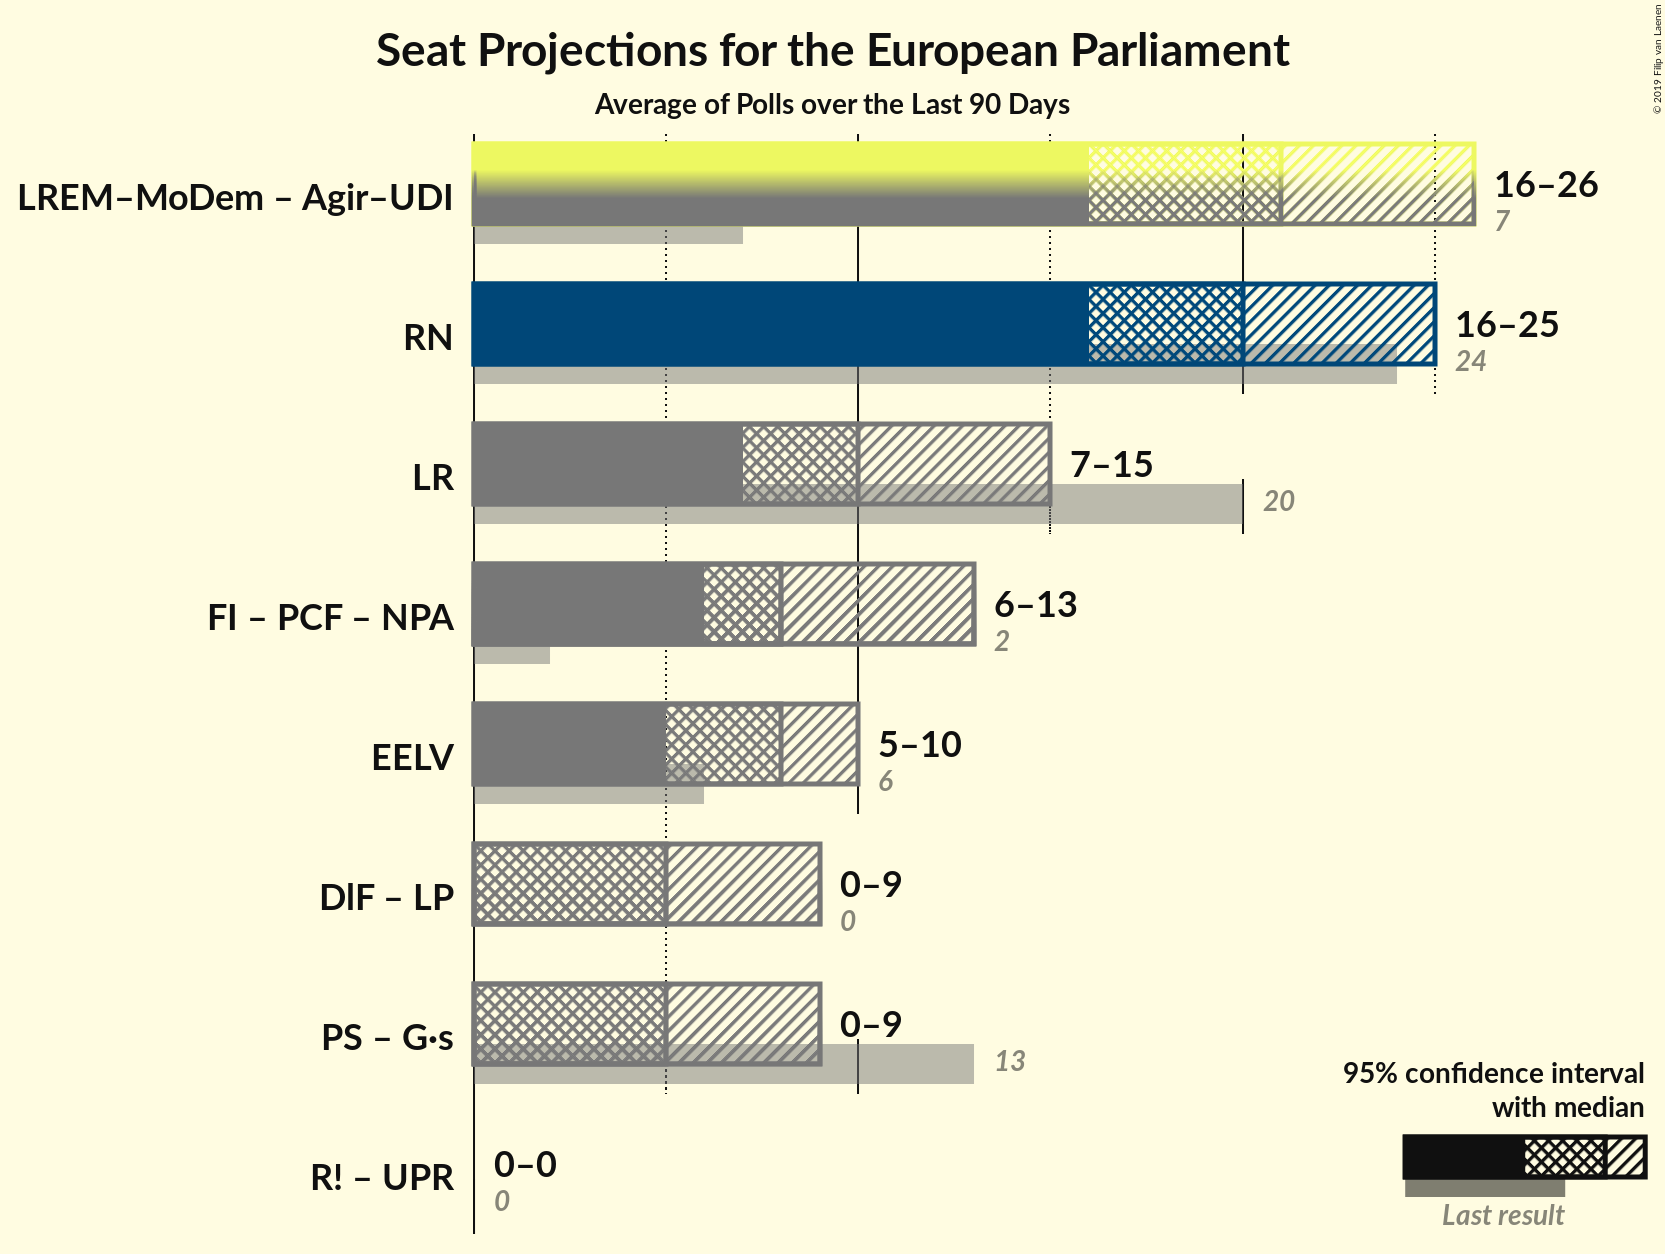 Seat Projections for the European Parliament
Average of Polls over the Last 90 Days
© 2019 Filip van Laenen
LREM–MoDem – Agir–UDI
16–26
7
RN
16–25
24
LR
7–15
20
FI – PCF – NPA
6–13
2
EELV
5–10
6
DlF – LP
0–9
0
PS – G·s
0–9
13
R! – UPR
0–0
0
95% confidence interval
with median
Last result